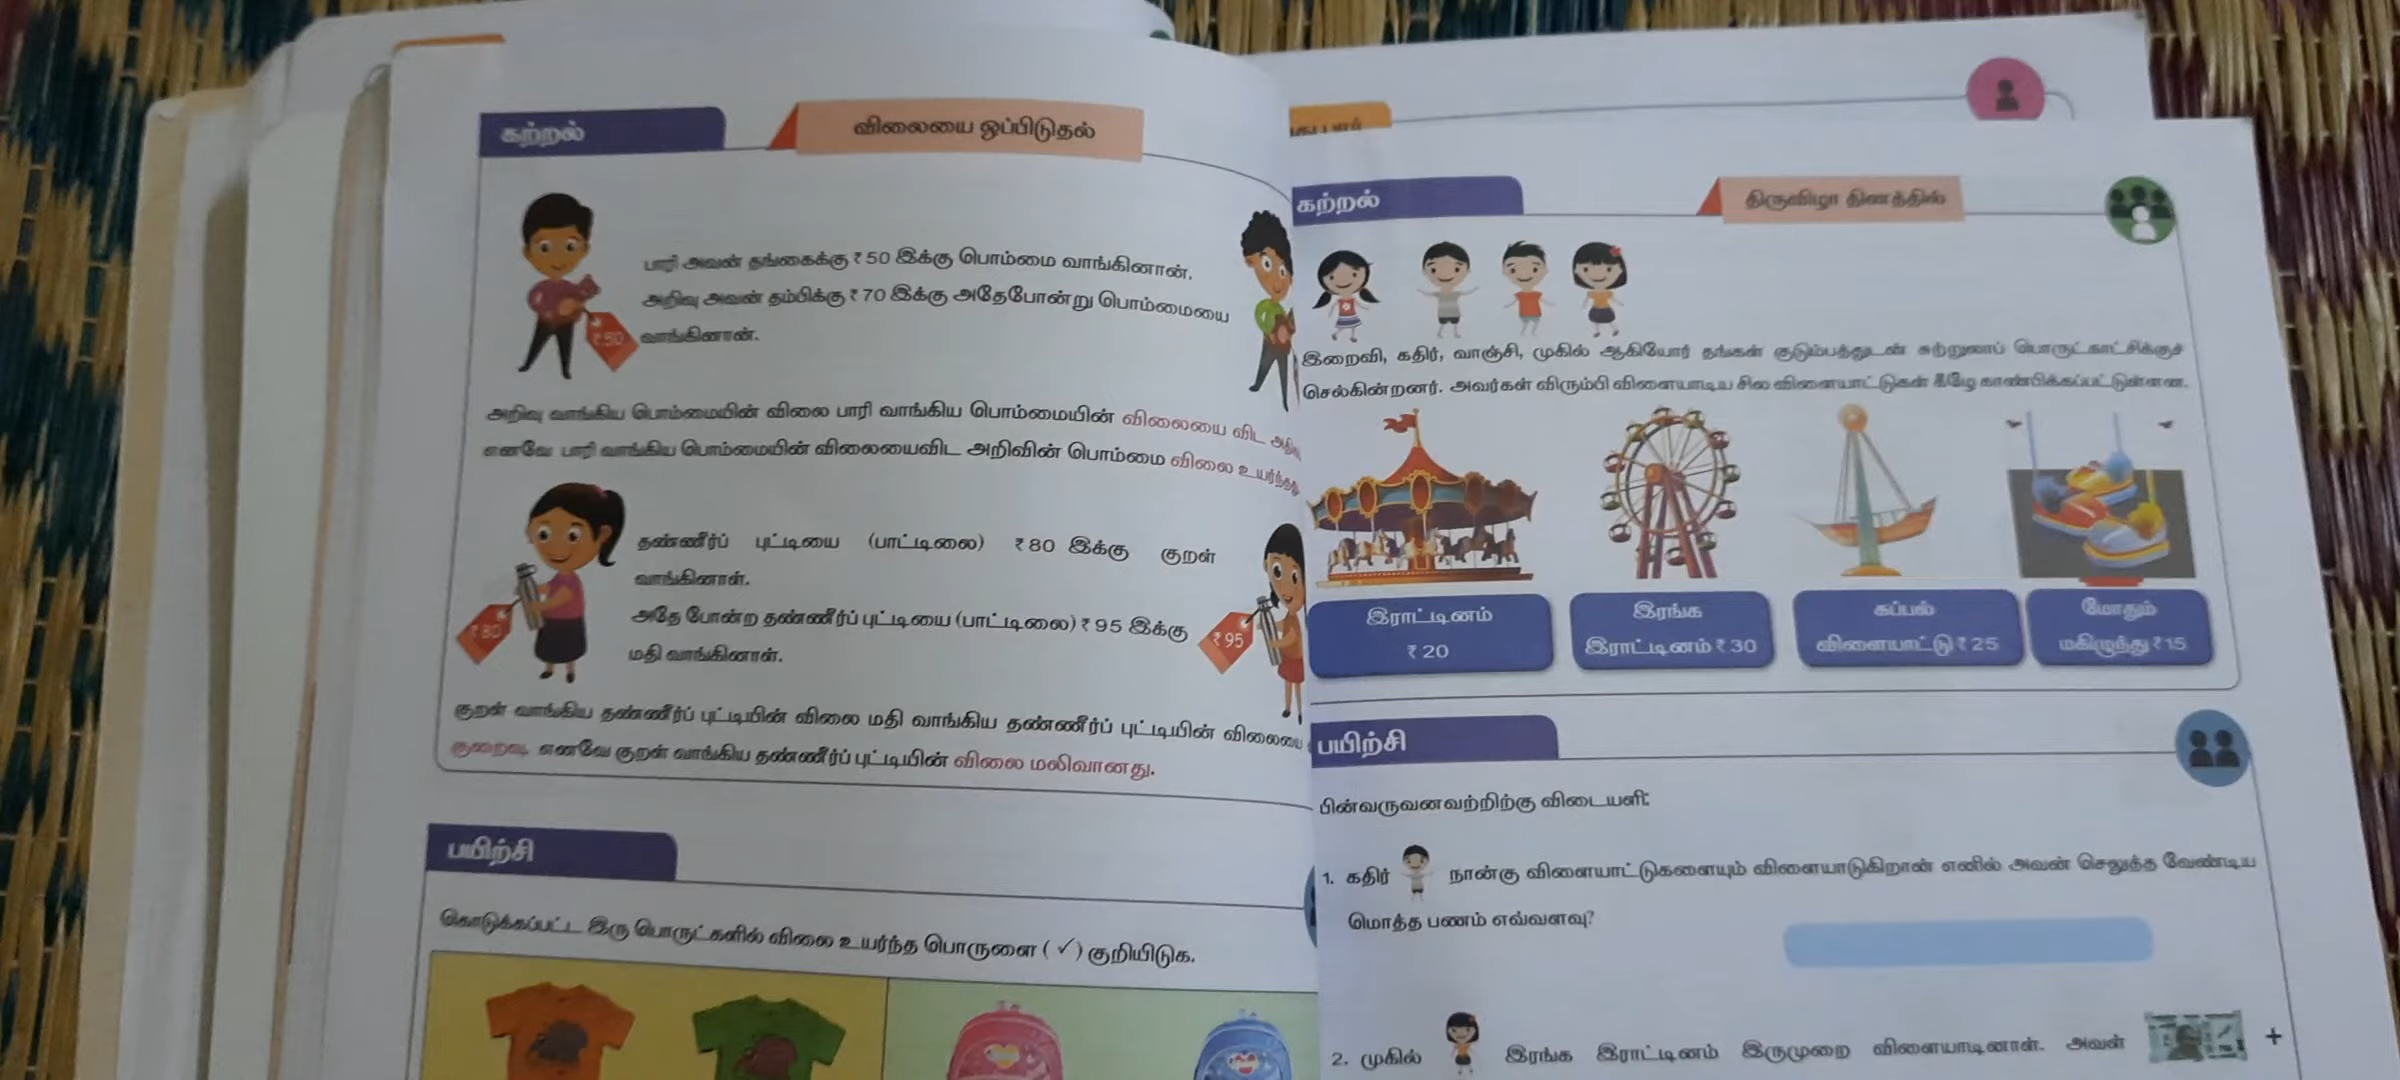 கற்றல்
விலையை ஒப்பிடுதல்
பாரி அவன் தங்கைக்கு ₹ 50 இக்கு பொம்மை வாங்கினான்.
அறிவு அவன் தம்பிக்கு ₹ 70 இக்கு அதேபோன்று பொம்மையை
வாங்கினான்.
₹50
அறிவு வாங்கிய பொம்மையின் விலை பாரி வாங்கிய பொம்மையின் விலையை விட
எனவே பாரி வாங்கிய பொம்மையின் விலையைவிட அறிவின் பொம்மை விலை உயர்ந்தது
தண்ணீர்ப் புட்டியை (பாட்டிலை) ₹ 80 இக்கு குறள்
வாங்கினாள்.
அதே போன்ற தண்ணீர்ப் புட்டியை (பாட்டிலை) ₹ 95 இக்கு
மதி வாங்கினாள்.
₹80
₹95
குறள் வாங்கிய தண்ணீர்ப் புட்டியின் விலை மதி வாங்கிய தண்ணீர்ப் புட்டியின் விலையை
குறைவு. எனவே குறள் வாங்கிய தண்ணீர்ப் புட்டியின் விலை மலிவானது.
பயிற்சி
கொடுக்கப்பட்ட இரு பொருட்களில் விலை உயர்ந்த பொருளை ( ✓ ) குறியிடுக.
கற்றல்
திருவிழா தினத்தில்
இறைவி, கதிர், வாஞ்சி, முகில் ஆகியோர் தங்கள் குடும்பத்துடன் சுற்றுலாப் பொருட்காட்சிக்குச்
செல்கின்றனர். அவர்கள் விரும்பி விளையாடிய சில விளையாட்டுகள் கீழே காண்பிக்கப்பட்டுள்ளன.
இராட்டினம்
₹ 20
இரங்க
இராட்டினம் ₹ 30
கப்பல்
விளையாட்டு ₹ 25
மோதும்
மகிழுந்து ₹ 15
பயிற்சி
பின்வருவனவற்றிற்கு விடையளி:
1. கதிர் நான்கு விளையாட்டுகளையும் விளையாடுகிறான் எனில் அவன் செலுத்த வேண்டிய
மொத்த பணம் எவ்வளவு?
2. முகில் இரங்க இராட்டினம் இருமுறை விளையாடினாள். அவள் +